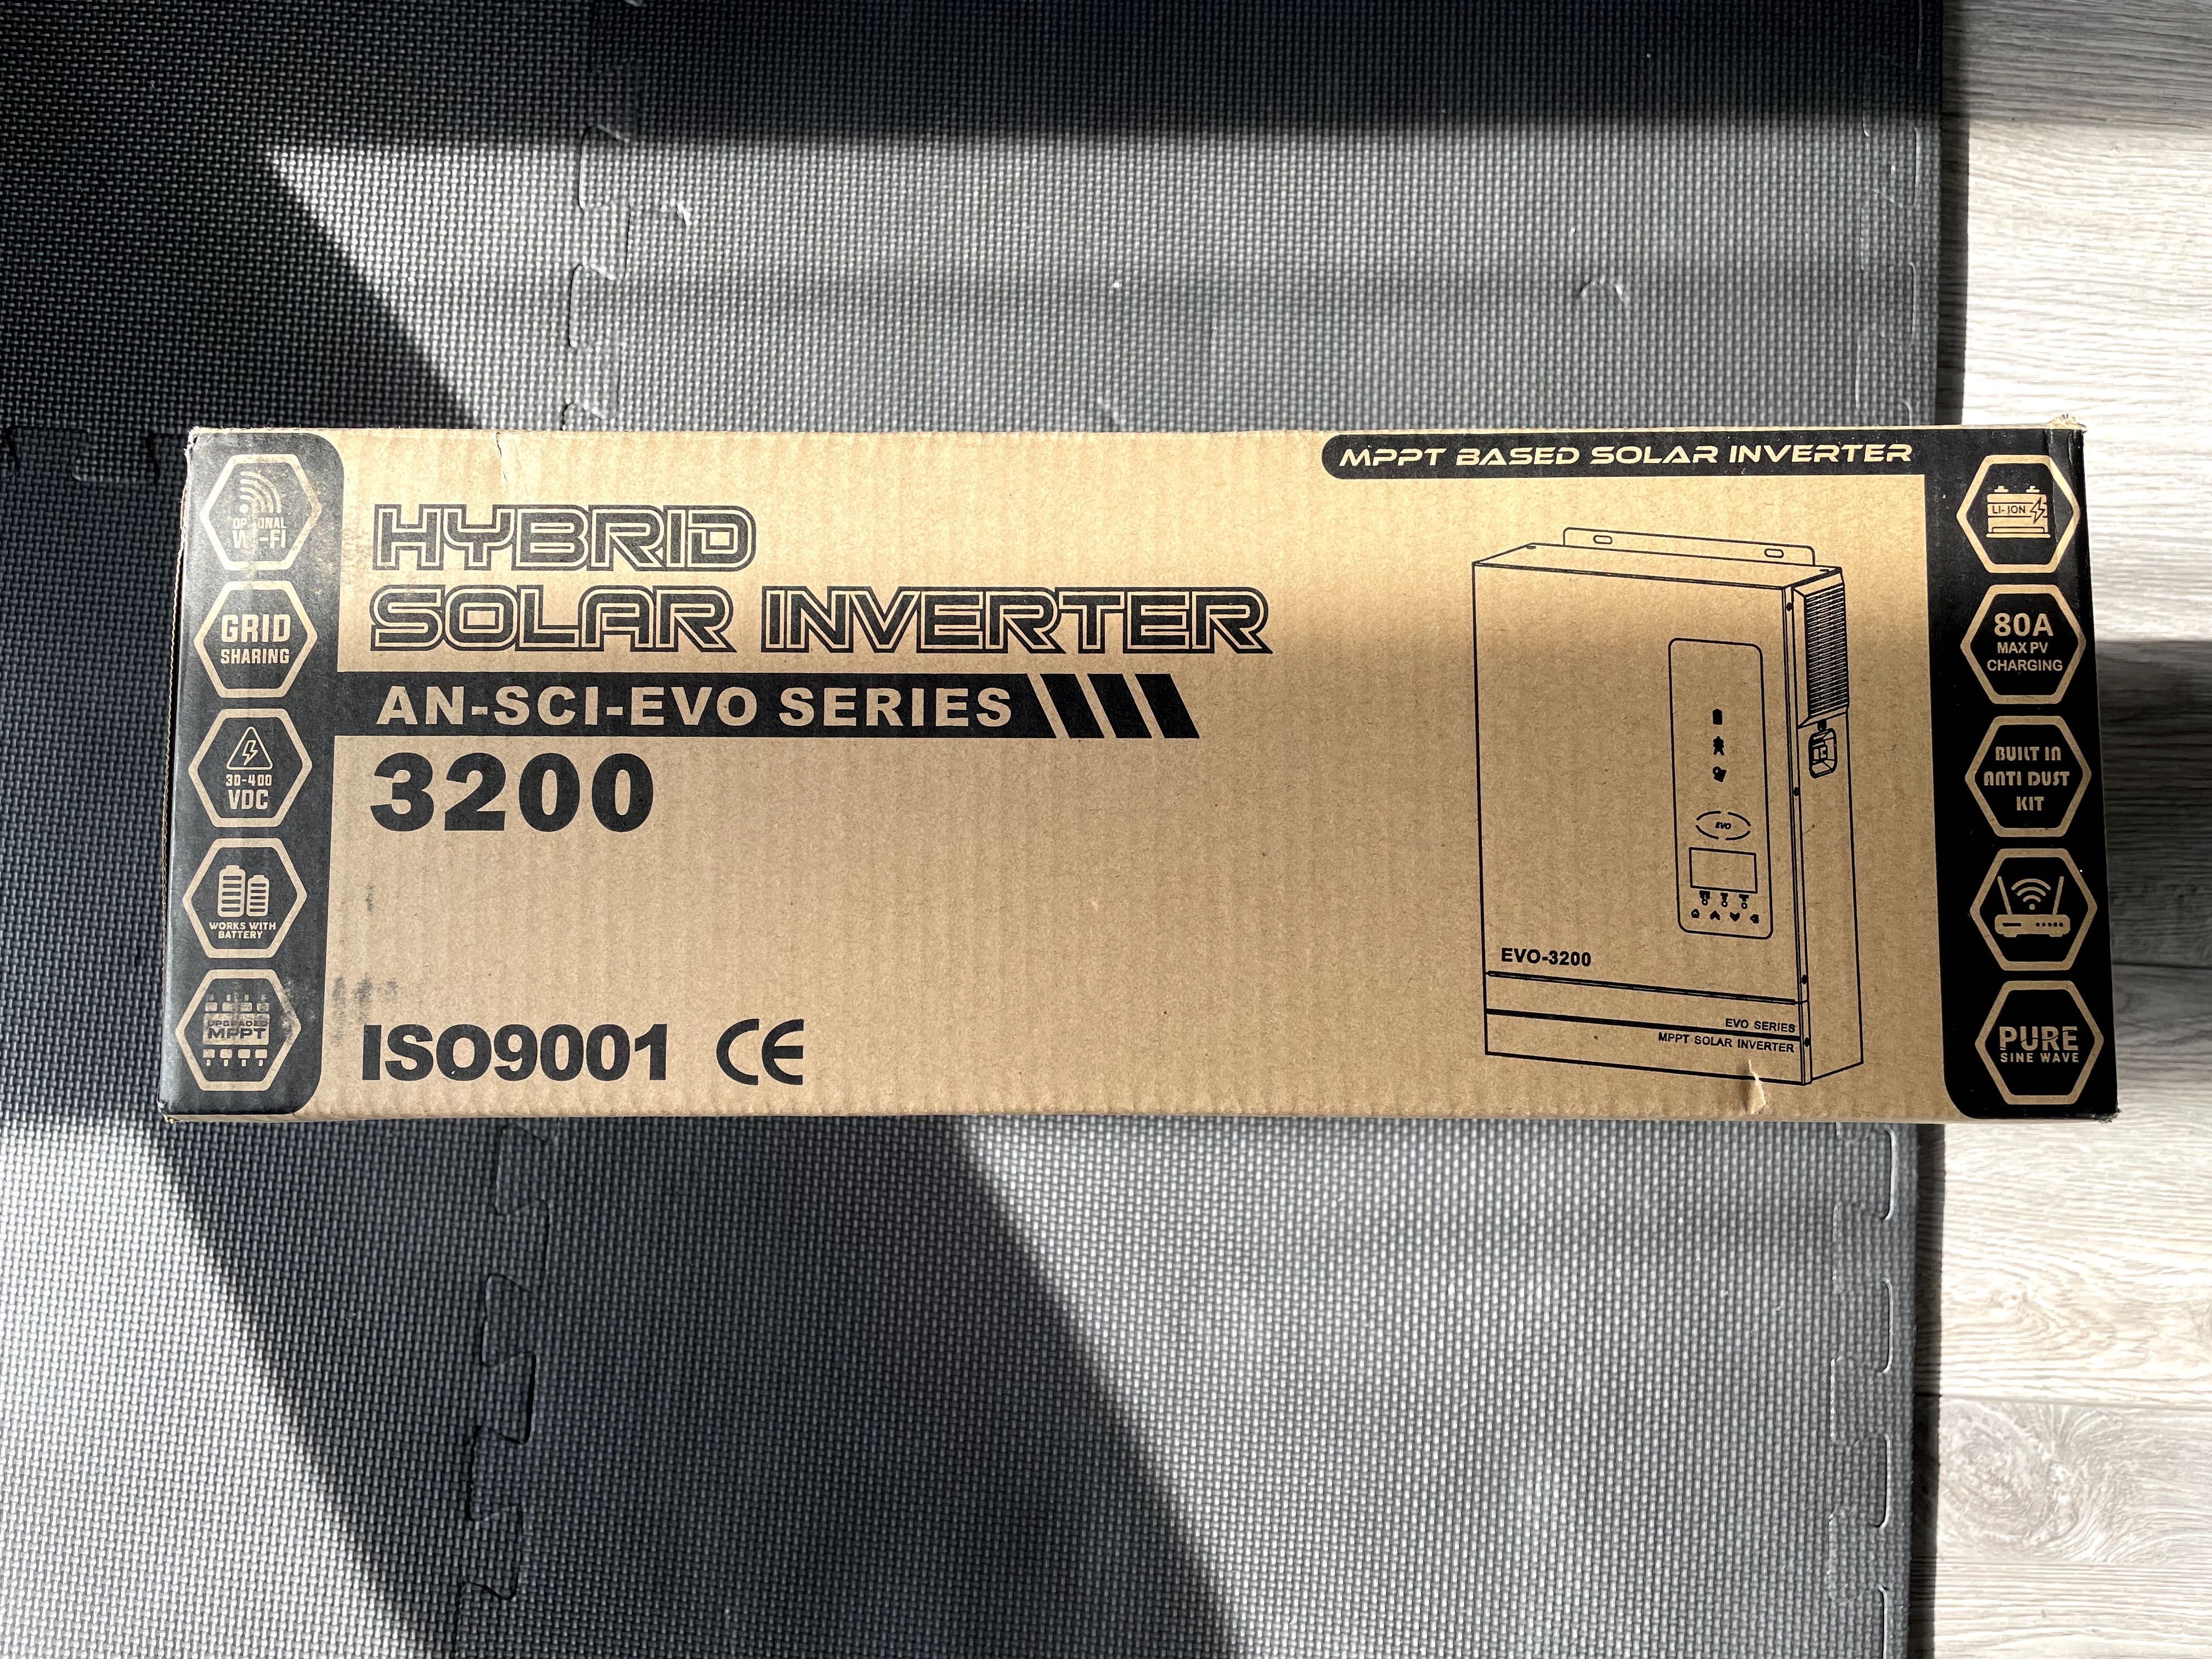 OPTIONAL
WI-FI
GRID
SHARING
30-400
VDC
WORKS WITH
BATTERY
UPGRADED
MPPT
HYBRID
SOLAR INVERTER
AN-SCI-EVO SERIES
3200
ISO9001 CE
MPPT BASED SOLAR INVERTER
EVO
EVO-3200
EVO SERIES
MPPT SOLAR INVERTER
LI-ION
80A
MAX PV
CHARGING
BUILT IN
ANTI DUST
KIT
PURE
SINE WAVE